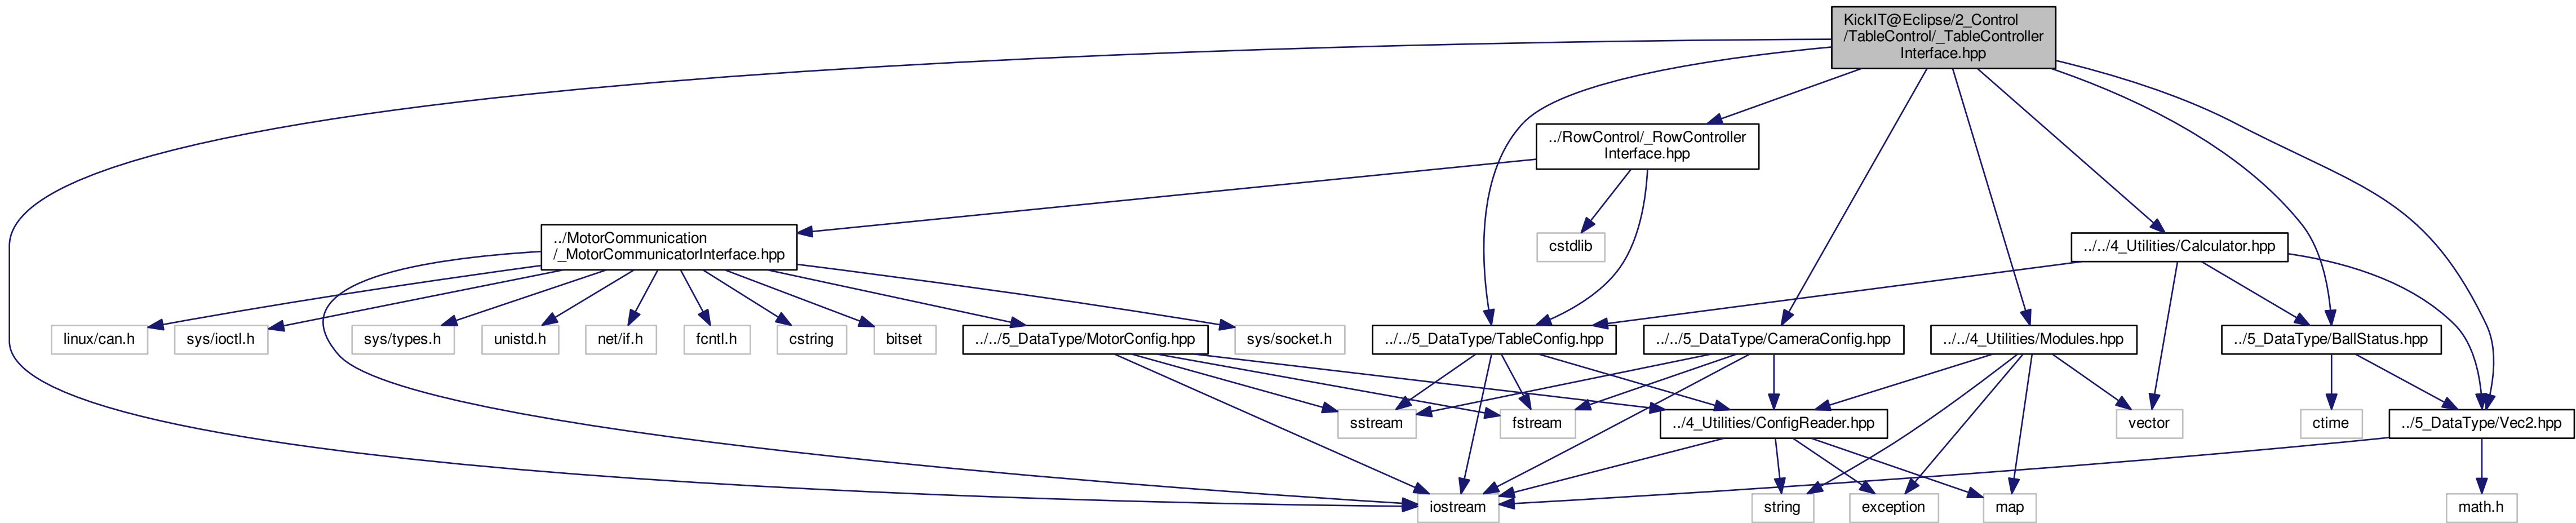 KickIT@Eclipse/2_Control
/TableControl/_TableController
Interface.hpp
../RowControl/_RowController
Interface.hpp
../MotorCommunication
/_MotorCommunicatorInterface.hpp
cstdlib
../../4_Utilities/Calculator.hpp
linux/can.h
sys/ioctl.h
sys/types.h
unistd.h
net/if.h
fcntl.h
cstring
bitset
../../5_DataType/MotorConfig.hpp
sys/socket.h
../../5_DataType/TableConfig.hpp
../../5_DataType/CameraConfig.hpp
../../4_Utilities/Modules.hpp
../5_DataType/BallStatus.hpp
sstream
fstream
../4_Utilities/ConfigReader.hpp
vector
ctime
../5_DataType/Vec2.hpp
iostream
string
exception
map
math.h